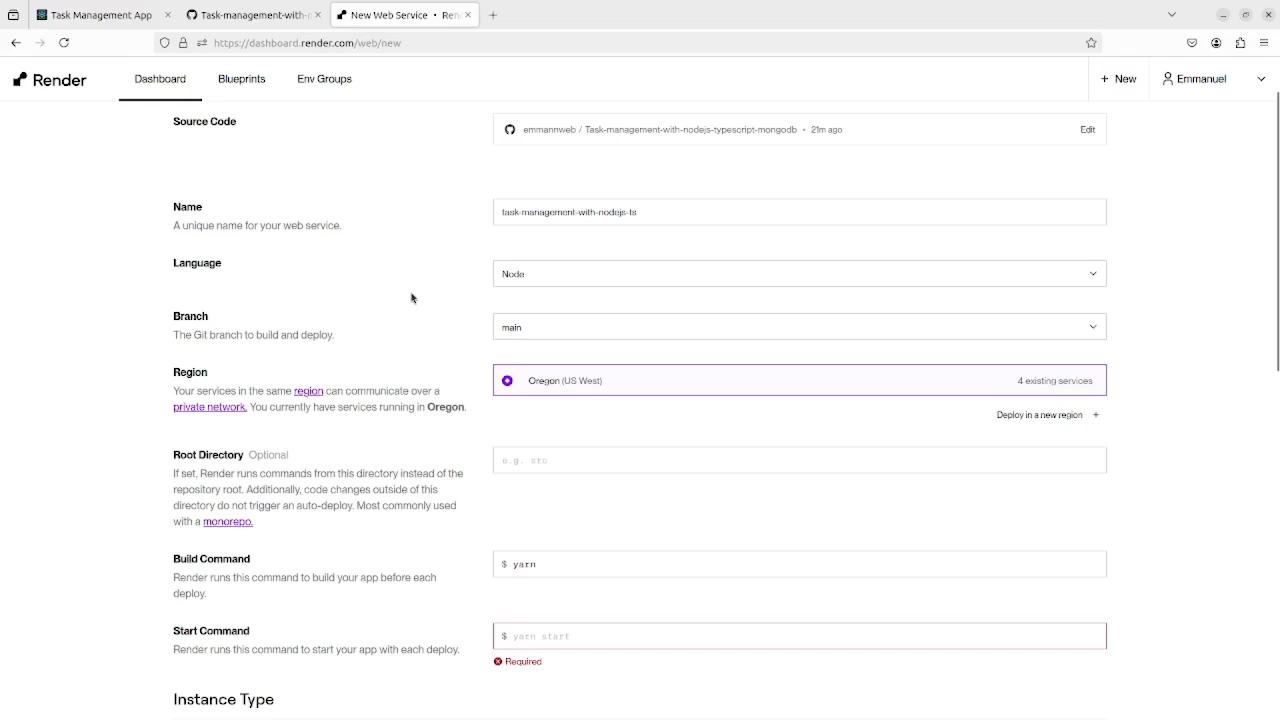 Task Management App
Task-management-with-n
New Web Service • Ren
https://dashboard.render.com/web/new
Render
Dashboard
Blueprints
Env Groups
+ New
Emmanuel
Source Code
emmannweb / Task-management-with-nodejs-typescript-mongodb • 21m ago
Edit
Name
A unique name for your web service.
task-management-with-nodejs-ts
Language
Node
Branch
The Git branch to build and deploy.
main
Region
Your services in the same region can communicate over a
private network. You currently have services running in Oregon.
Oregon (US West)
4 existing services
Deploy in a new region +
Root Directory Optional
If set, Render runs commands from this directory instead of the
repository root. Additionally, code changes outside of this
directory do not trigger an auto-deploy. Most commonly used
with a monorepo.
e.g. src
Build Command
Render runs this command to build your app before each
deploy.
$ yarn
Start Command
Render runs this command to start your app with each deploy.
$ yarn start
Required
Instance Type